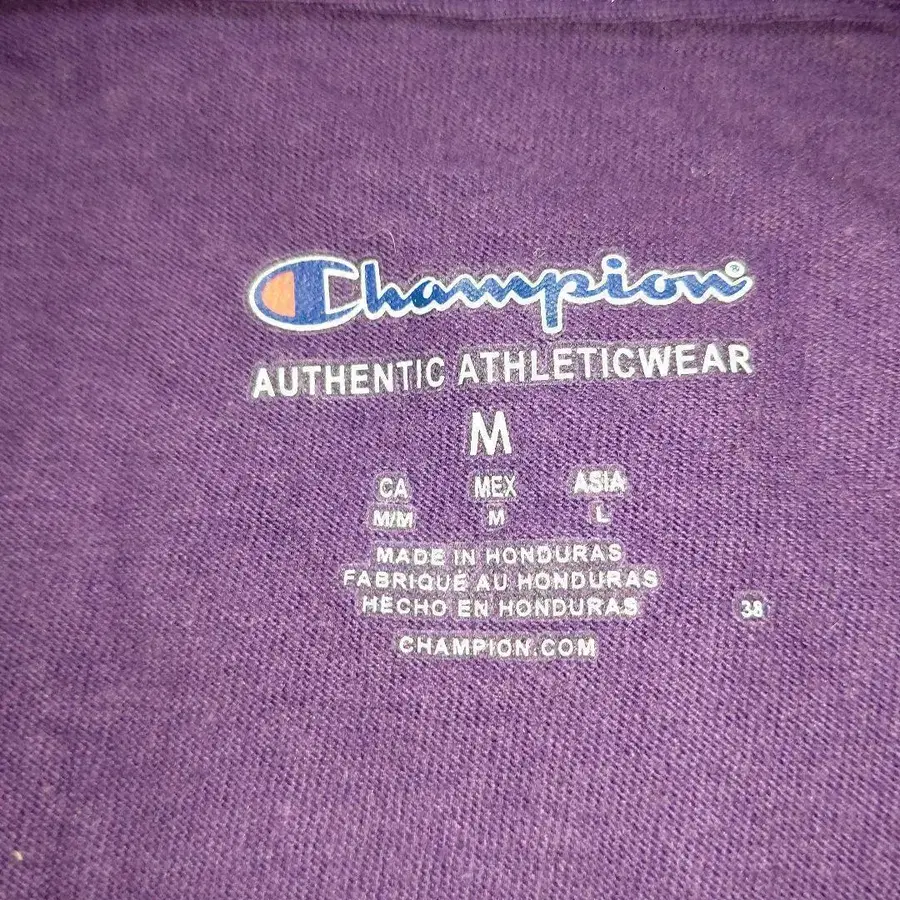 Champion®
AUTHENTIC ATHLETICWEAR
M
CA MEX ASIA
M/M M L
MADE IN HONDURAS
FABRIQUÉ AU HONDURAS
HECHO EN HONDURAS 38
CHAMPION.COM